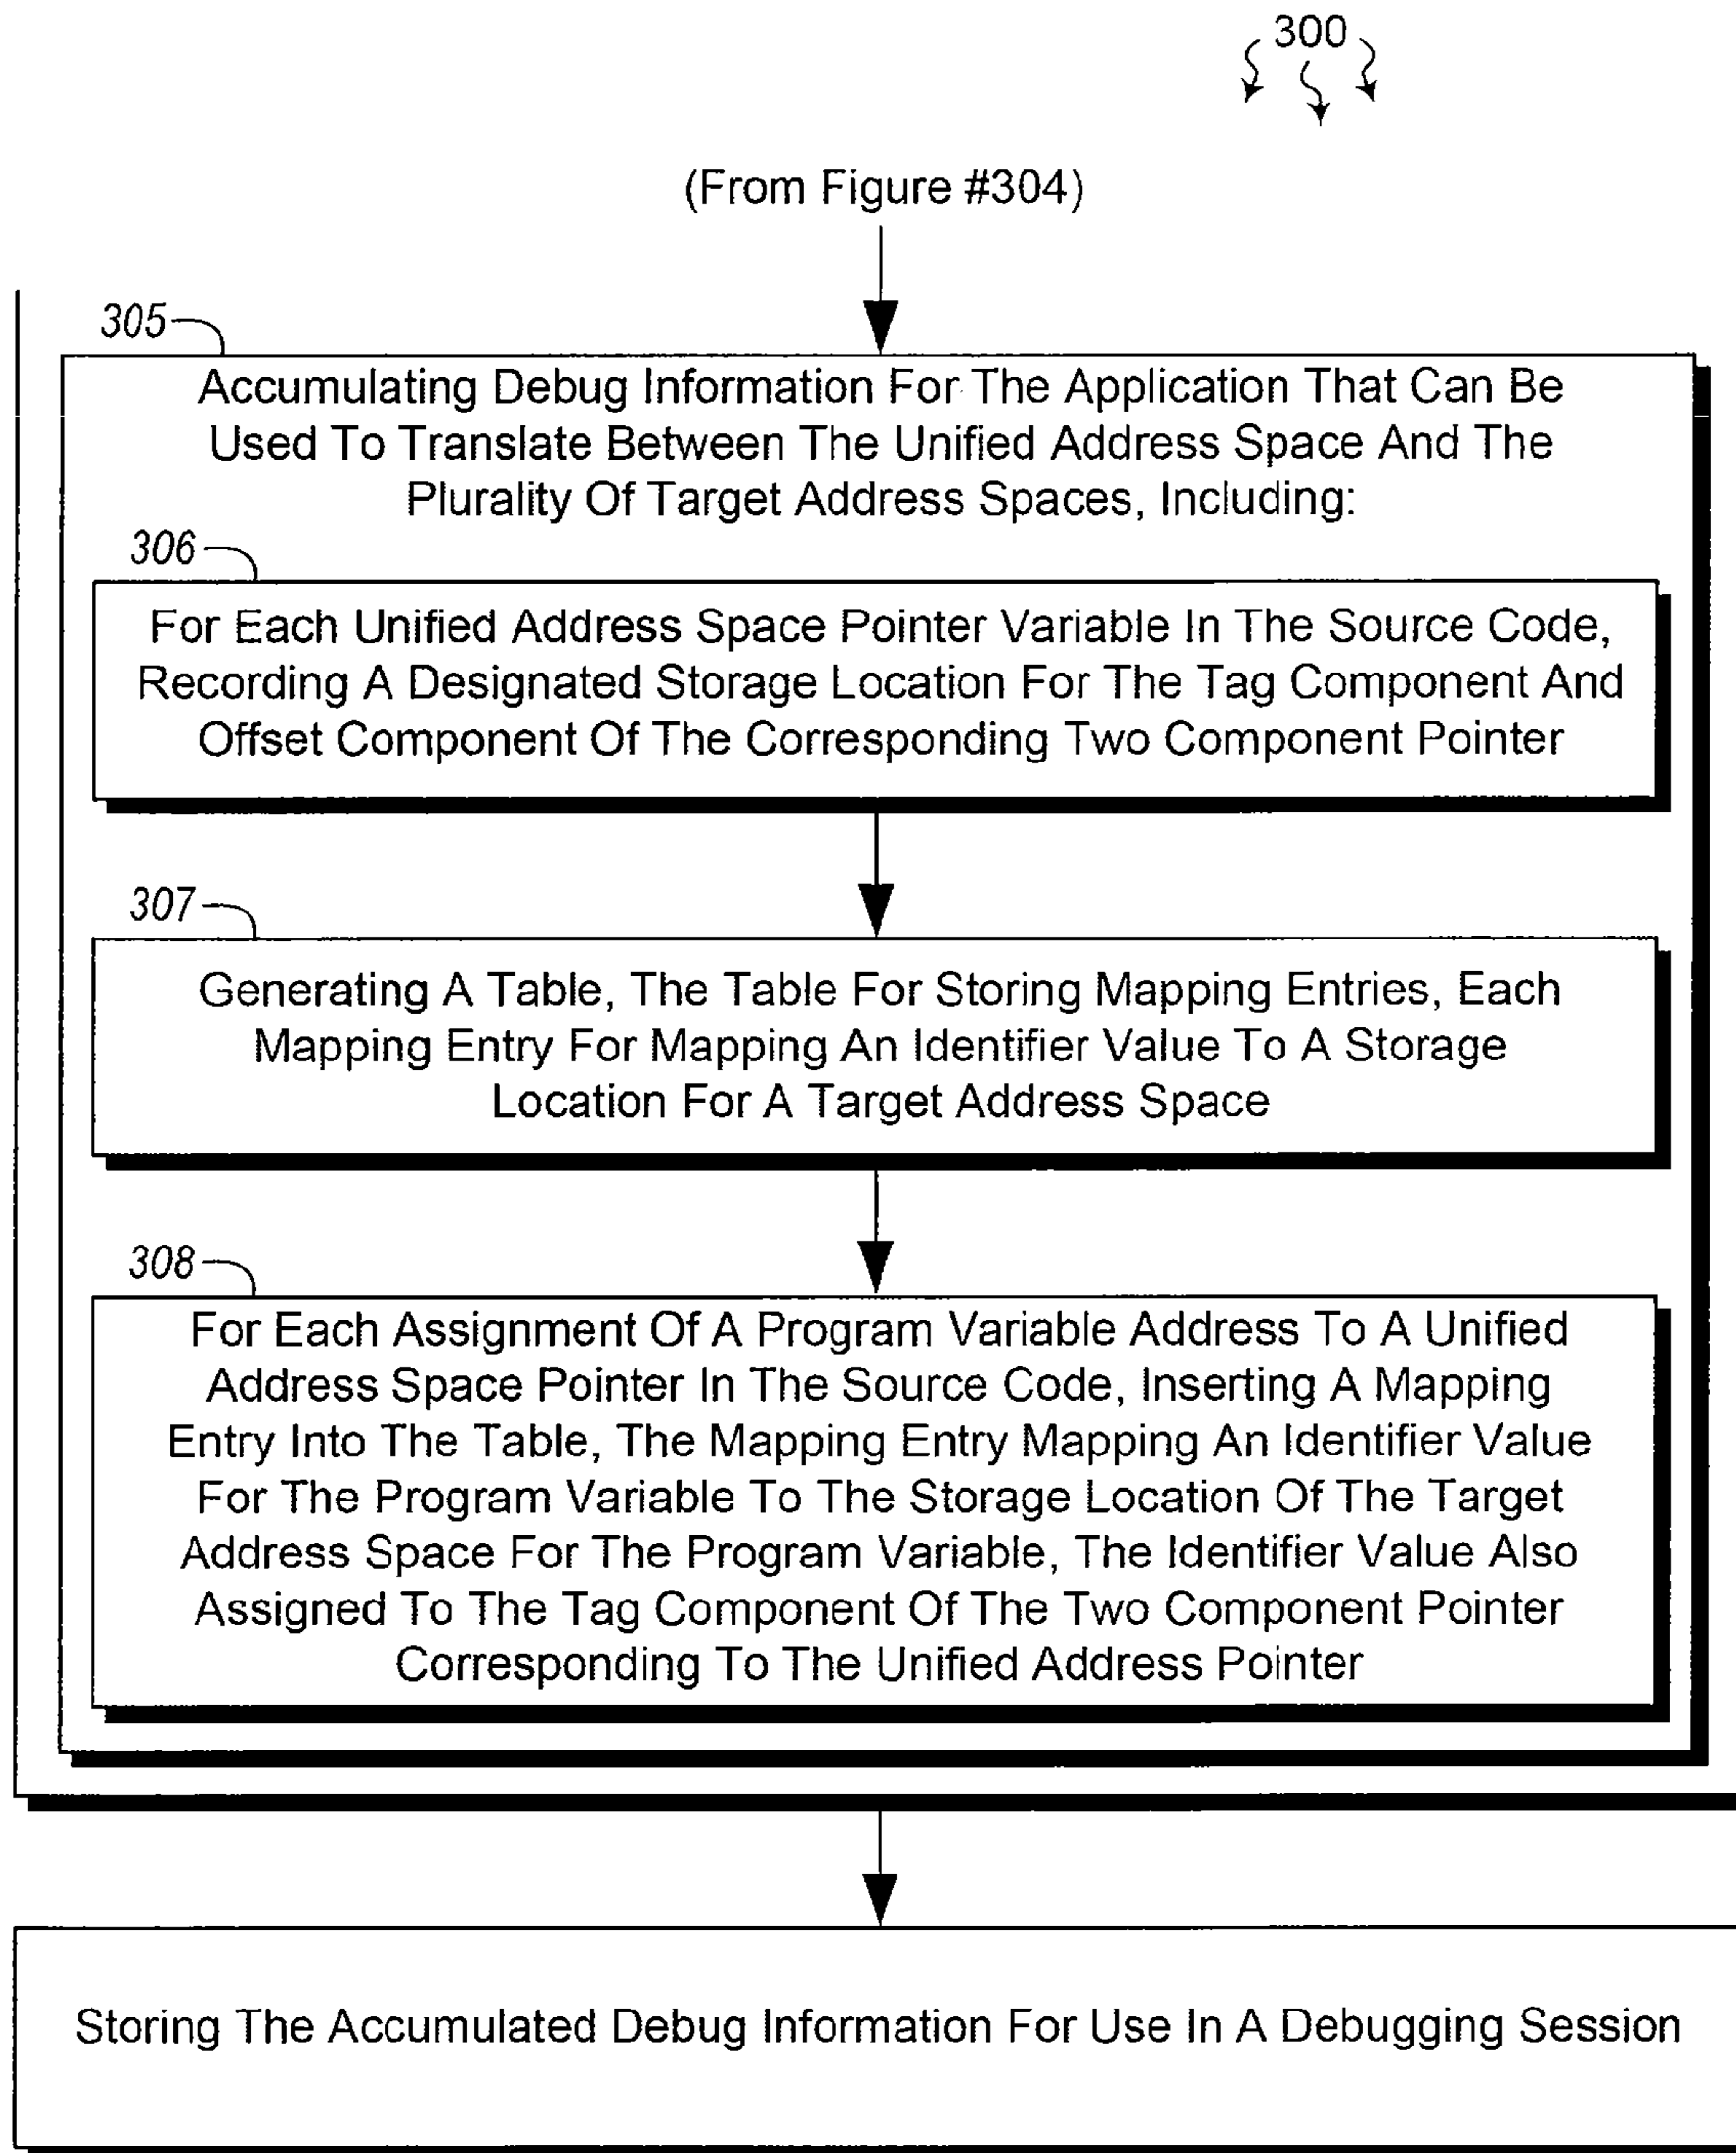 300
(From Figure #304)
305
Accumulating Debug Information For The Application That Can Be
Used To Translate Between The Unified Address Space And The
Plurality Of Target Address Spaces, Including:
306
For Each Unified Address Space Pointer Variable In The Source Code,
Recording A Designated Storage Location For The Tag Component And
Offset Component Of The Corresponding Two Component Pointer
307
Generating A Table, The Table For Storing Mapping Entries, Each
Mapping Entry For Mapping An Identifier Value To A Storage
Location For A Target Address Space
308
For Each Assignment Of A Program Variable Address To A Unified
Address Space Pointer In The Source Code, Inserting A Mapping
Entry Into The Table, The Mapping Entry Mapping An Identifier Value
For The Program Variable To The Storage Location Of The Target
Address Space For The Program Variable, The Identifier Value Also
Assigned To The Tag Component Of The Two Component Pointer
Corresponding To The Unified Address Pointer
Storing The Accumulated Debug Information For Use In A Debugging Session